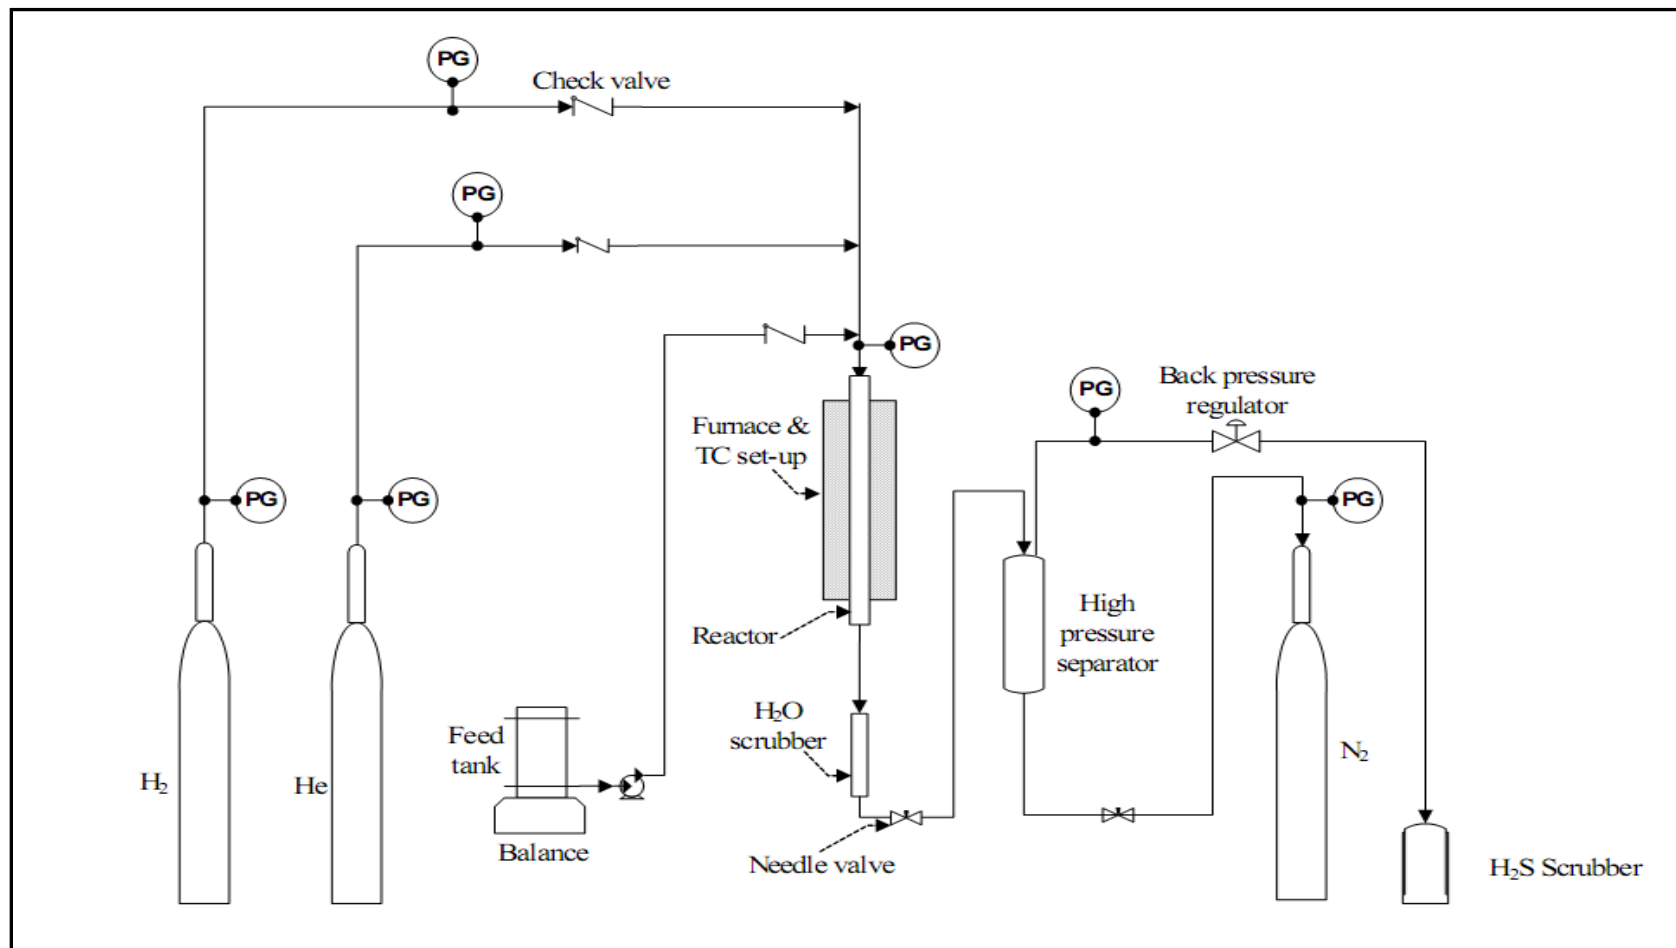 PG
Check valve
PG
PG
PG
Back pressure
regulator
Furnace &
TC set-up
PG
PG
PG
High
pressure
separator
Reactor
H₂O
scrubber
Feed
tank
N₂
H₂
He
Balance
Needle valve
H₂S Scrubber